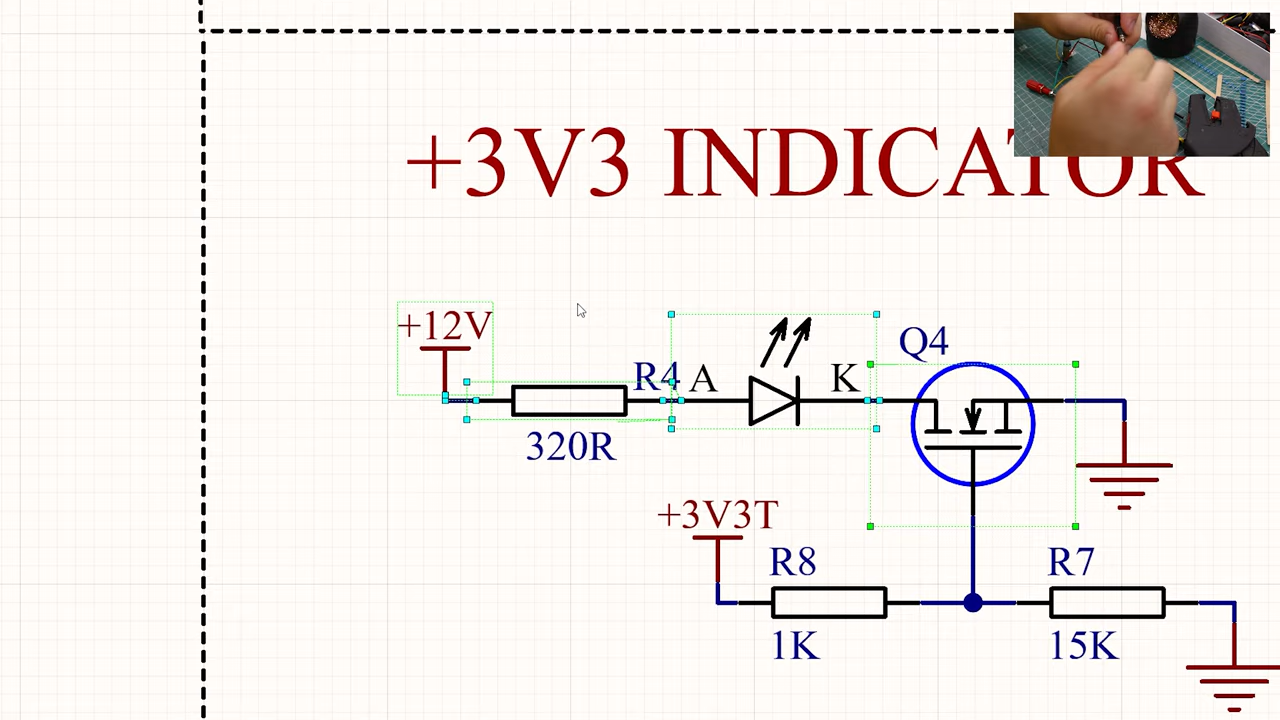 +3V3 INDICATOR
+12V
R4
A
K
Q4
320R
+3V3T
R8
R7
1K
15K